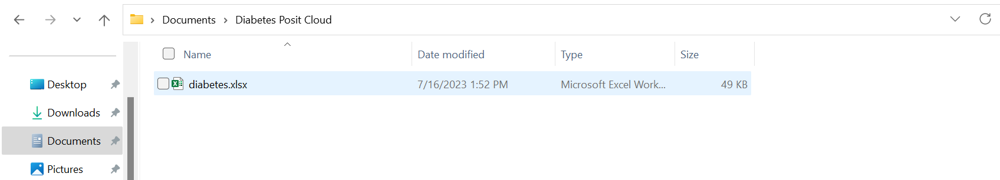 Documents > Diabetes Posit Cloud
Name Date modified Type Size
Desktop
diabetes.xlsx 7/16/2023 1:52 PM Microsoft Excel Work... 49 KB
Downloads
Documents
Pictures